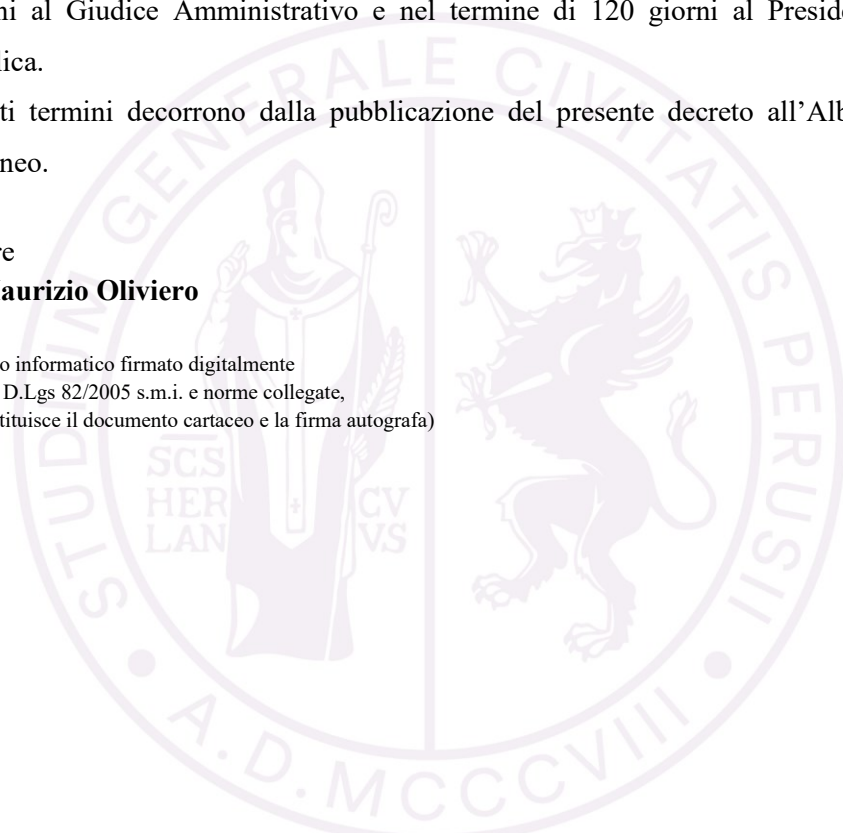 ni al Giudice Amministrativo e nel termine di 120 giorni al Preside
lica.
ti termini decorrono dalla pubblicazione del presente decreto all’Alb
neo.
re
aurizio Oliviero
o informatico firmato digitalmente
D.Lgs 82/2005 s.m.i. e norme collegate,
tituisce il documento cartaceo e la firma autografa)
STUDIUM GENERALE CIVITATIS PERUSII
SCS
HER
LAN
CV
VS
A.D. MCCCVIII